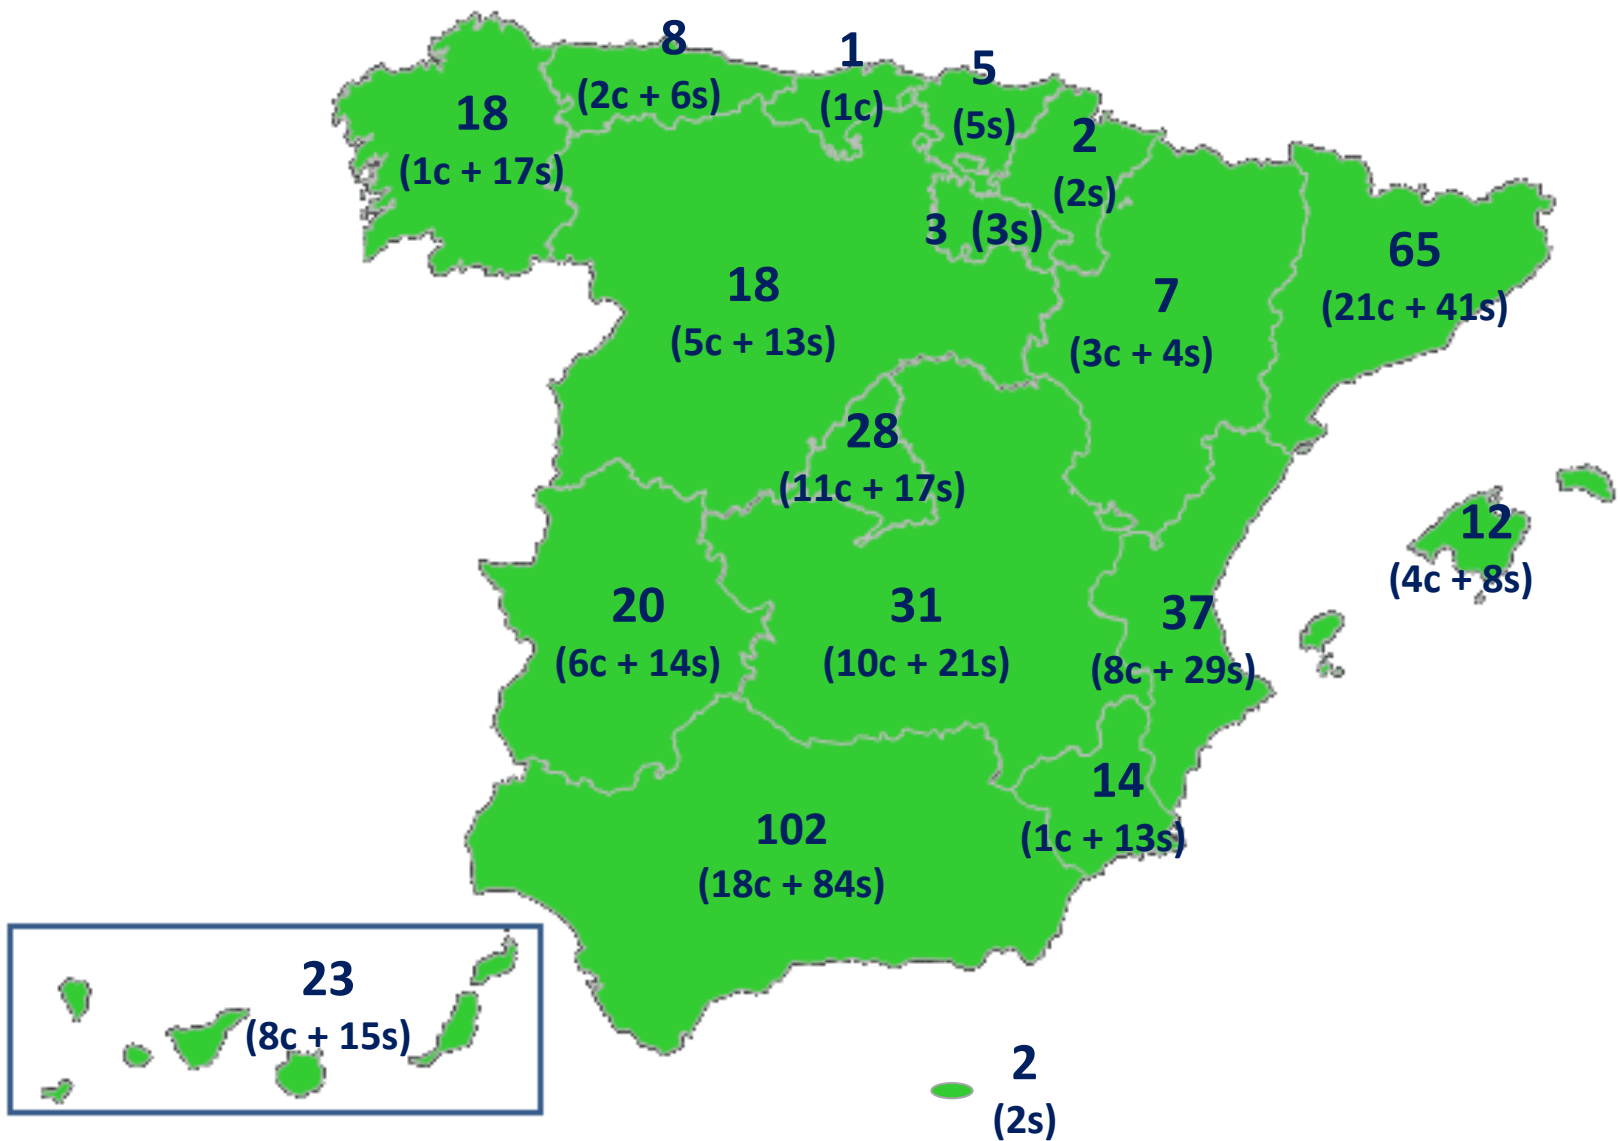 8
(2c + 6s)
1
(1c)
5
(5s)
18
(1c + 17s)
2
(2s)
3 (3s)
65
(21c + 41s)
18
(5c + 13s)
7
(3c + 4s)
28
(11c + 17s)
12
(4c + 8s)
20
(6c + 14s)
31
(10c + 21s)
37
(8c + 29s)
14
(1c + 13s)
102
(18c + 84s)
23
(8c + 15s)
2
(2s)